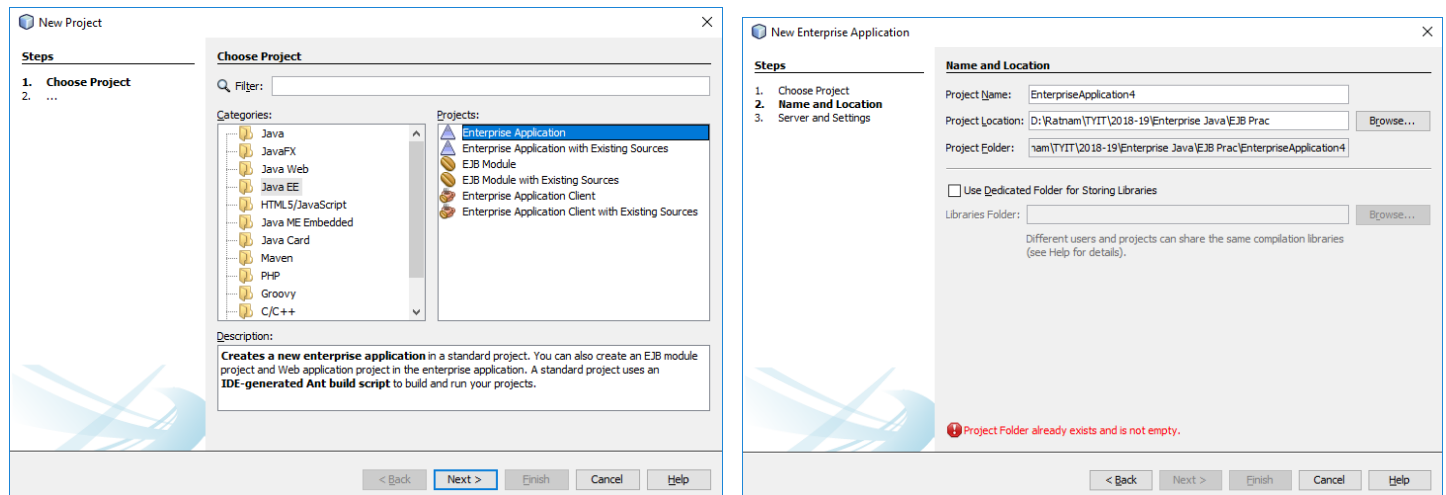 New Project
Steps
1. Choose Project
2. ...
Choose Project
Filter:
Categories:
Java
JavaFX
Java Web
Java EE
HTML5/JavaScript
Java ME Embedded
Java Card
Maven
PHP
Groovy
C/C++
Projects:
Enterprise Application
Enterprise Application with Existing Sources
EJB Module
EJB Module with Existing Sources
Enterprise Application Client
Enterprise Application Client with Existing Sources
Description:
Creates a new enterprise application in a standard project. You can also create an EJB module
project and Web application project in the enterprise application. A standard project uses an
IDE-generated Ant build script to build and run your projects.
< Back Next > Finish Cancel Help
New Enterprise Application
Steps
1. Choose Project
2. Name and Location
3. Server and Settings
Name and Location
Project Name: EnterpriseApplication4
Project Location: D:\Ratnam\TYIT\2018-19\Enterprise Java\EJB Prac Browse...
Project Folder: nam\TYIT\2018-19\Enterprise Java\EJB Prac\EnterpriseApplication4
Use Dedicated Folder for Storing Libraries
Libraries Folder: Browse...
Different users and projects can share the same compilation libraries
(see Help for details).
Project Folder already exists and is not empty.
< Back Next > Finish Cancel Help